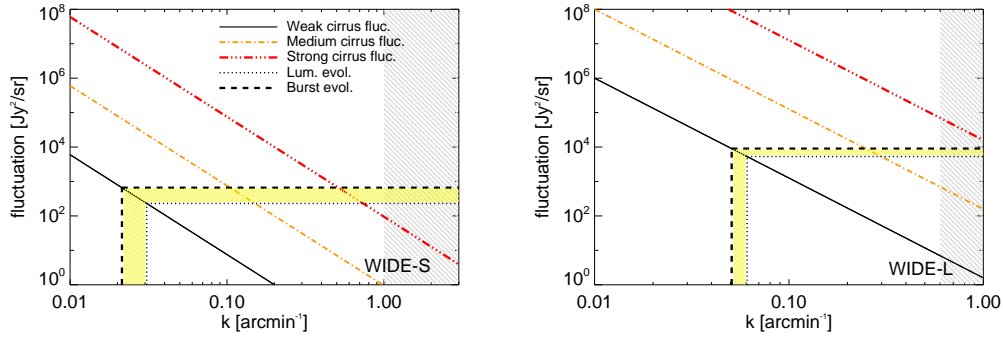 10^8
10^6
10^4
10^2
10^0
fluctuation [Jy^2/sr]
Weak cirrus fluc.
Medium cirrus fluc.
Strong cirrus fluc.
Lum. evol.
Burst evol.
WIDE-S
0.01
0.10
1.00
k [arcmin^-1]
10^8
10^6
10^4
10^2
10^0
fluctuation [Jy^2/sr]
WIDE-L
0.01
0.10
1.00
k [arcmin^-1]